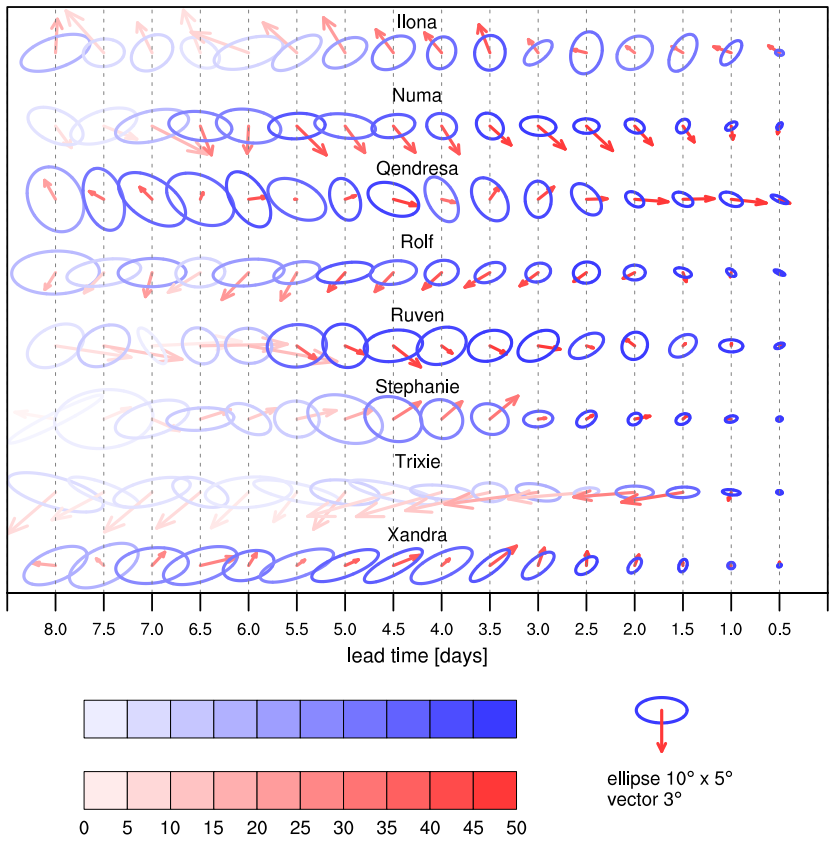 Ilona
Numa
Qendresa
Rolf
Ruven
Stephanie
Trixie
Xandra
8.0 7.5 7.0 6.5 6.0 5.5 5.0 4.5 4.0 3.5 3.0 2.5 2.0 1.5 1.0 0.5
lead time [days]
ellipse 10° x 5°
vector 3°
0 5 10 15 20 25 30 35 40 45 50